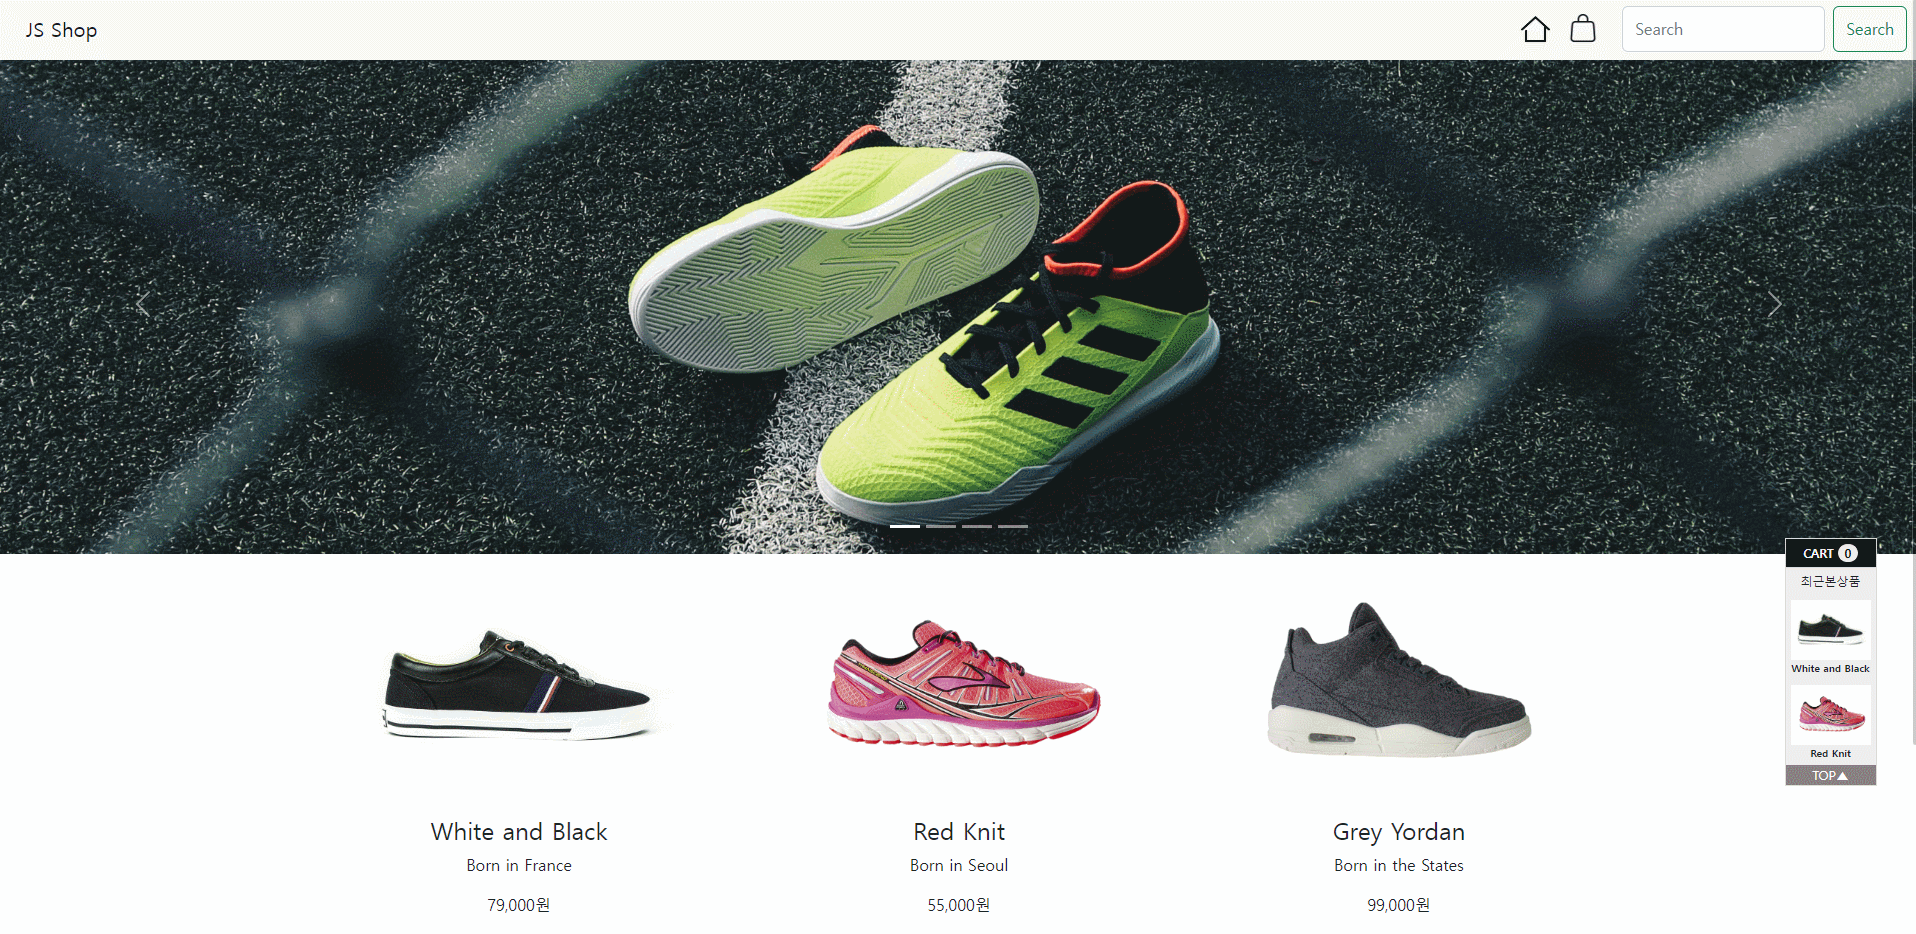 JS Shop
Search
Search
CART 0
최근본상품
White and Black
Red Knit
TOP▲
White and Black
Born in France
79,000원
Red Knit
Born in Seoul
55,000원
Grey Yordan
Born in the States
99,000원